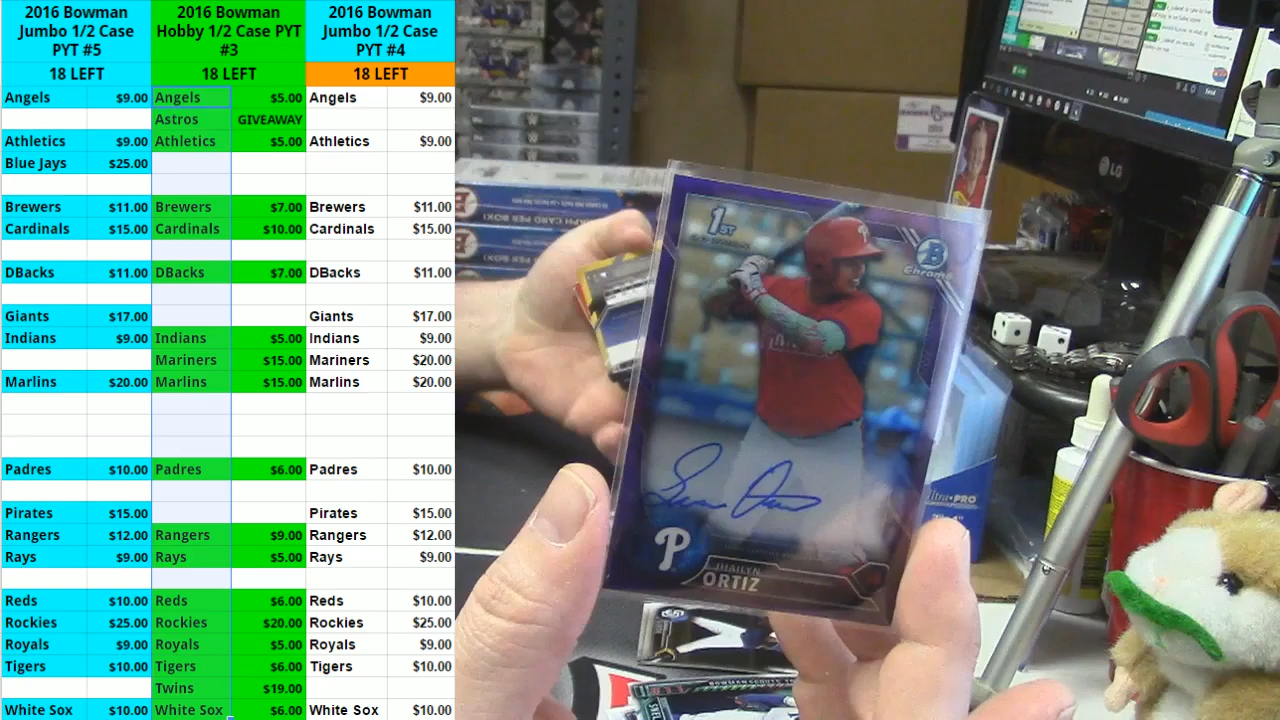 2016 Bowman Jumbo 1/2 Case PYT #5
18 LEFT
Angels $9.00
Athletics $9.00
Blue Jays $25.00
Brewers $11.00
Cardinals $15.00
DBacks $11.00
Giants $17.00
Indians $9.00
Marlins $20.00
Padres $10.00
Pirates $15.00
Rangers $12.00
Rays $9.00
Reds $10.00
Rockies $25.00
Royals $9.00
Tigers $10.00
White Sox $10.00
2016 Bowman Hobby 1/2 Case PYT #3
18 LEFT
Angels $5.00
Astros GIVEAWAY
Athletics $5.00
Brewers $7.00
Cardinals $10.00
DBacks $7.00
Indians $5.00
Mariners $15.00
Marlins $15.00
Padres $6.00
Rangers $9.00
Rays $5.00
Reds $6.00
Rockies $20.00
Royals $5.00
Tigers $6.00
Twins $19.00
White Sox $6.00
2016 Bowman Jumbo 1/2 Case PYT #4
18 LEFT
Angels $9.00
Athletics $9.00
Brewers $11.00
Cardinals $15.00
DBacks $11.00
Giants $17.00
Indians $9.00
Mariners $20.00
Marlins $20.00
Padres $10.00
Pirates $15.00
Rangers $12.00
Rays $9.00
Reds $10.00
Rockies $25.00
Royals $9.00
Tigers $10.00
White Sox $10.00
1ST
B
Chrome
P
JHAILYN
ORTIZ
LG
Ultra PRO